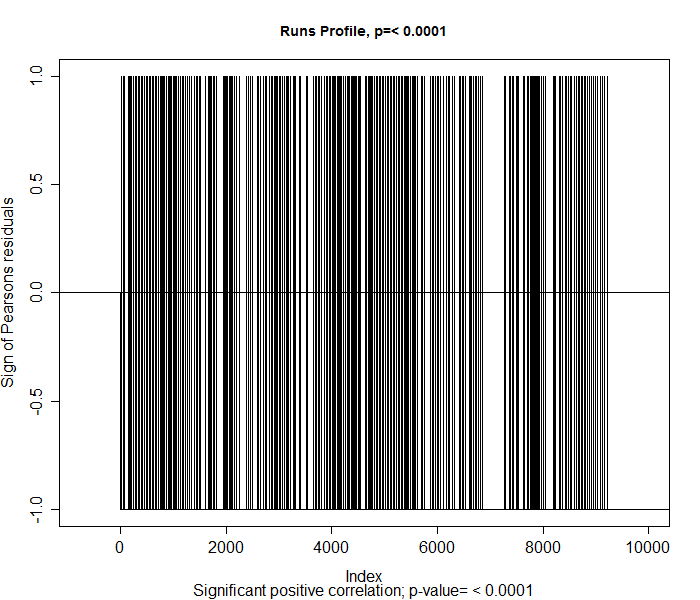 Runs Profile, p=< 0.0001
Sign of Pearsons residuals
1.0
0.5
0.0
-0.5
-1.0
0 2000 4000 6000 8000 10000
Index
Significant positive correlation; p-value= < 0.0001